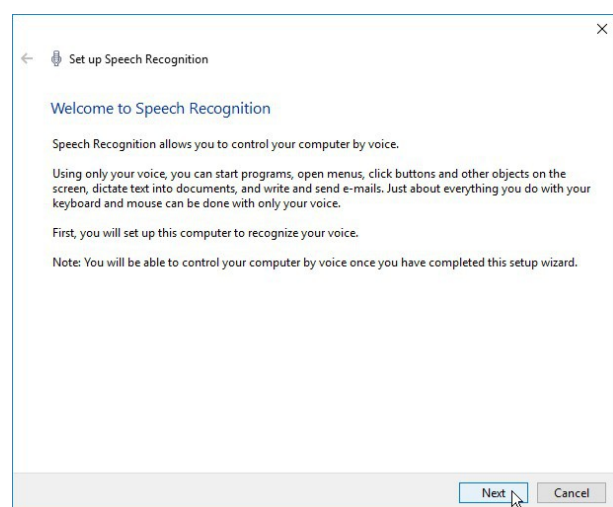 Set up Speech Recognition
Welcome to Speech Recognition
Speech Recognition allows you to control your computer by voice.
Using only your voice, you can start programs, open menus, click buttons and other objects on the
screen, dictate text into documents, and write and send e-mails. Just about everything you do with your
keyboard and mouse can be done with only your voice.
First, you will set up this computer to recognize your voice.
Note: You will be able to control your computer by voice once you have completed this setup wizard.
Next Cancel